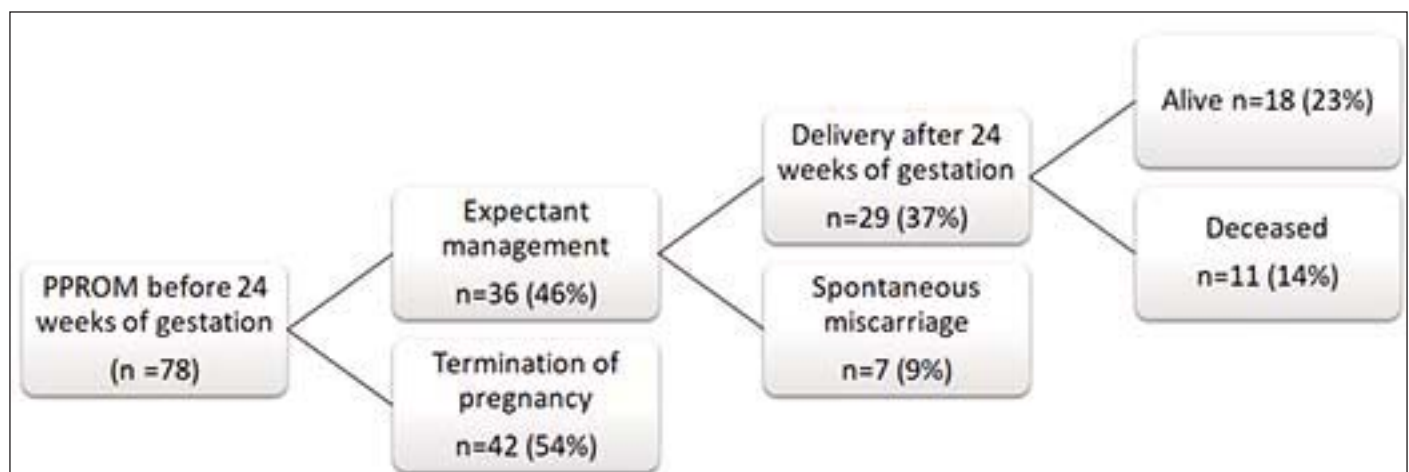 PPROM before 24
weeks of gestation
(n =78)
Expectant
management
n=36 (46%)
Termination of
pregnancy
n=42 (54%)
Delivery after 24
weeks of gestation
n=29 (37%)
Spontaneous
miscarriage
n=7 (9%)
Alive n=18 (23%)
Deceased
n=11 (14%)